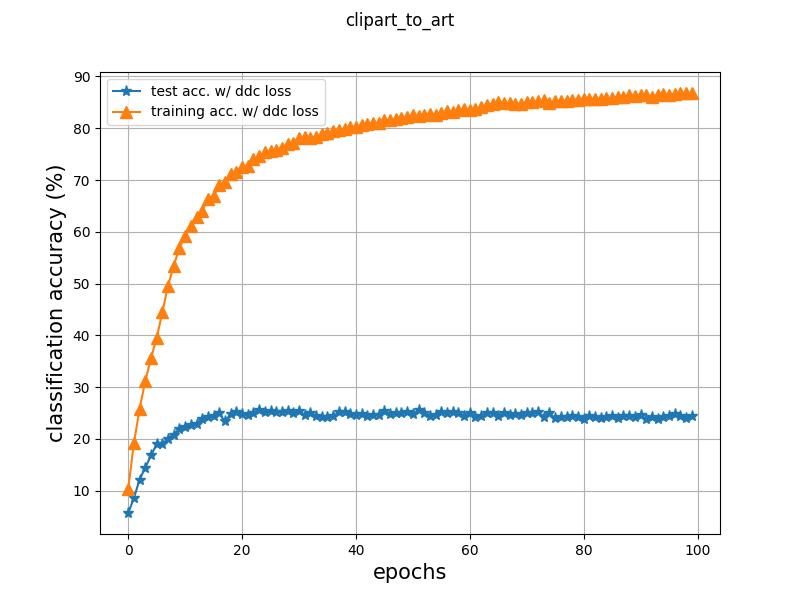 clipart_to_art
test acc. w/ ddc loss
training acc. w/ ddc loss
classification accuracy (%)
90
80
70
60
50
40
30
20
10
0 20 40 60 80 100
epochs